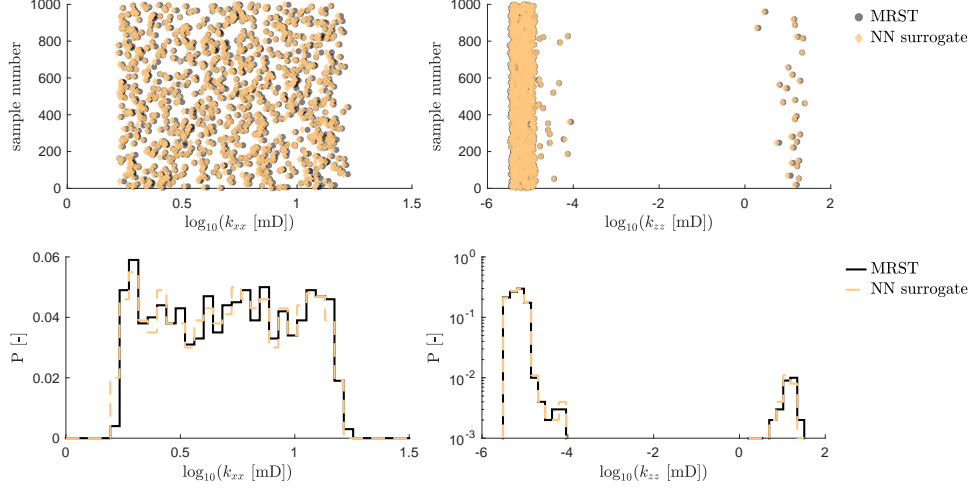 1000
800
600
400
200
0
sample number
0 0.5 1 1.5
log10(kxx [mD])
1000
800
600
400
200
0
sample number
-6 -4 -2 0 2
log10(kzz [mD])
MRST
NN surrogate
0.06
0.04
0.02
0
P [-]
0 0.5 1 1.5
log10(kxx [mD])
10^0
10^-1
10^-2
10^-3
P [-]
-6 -4 -2 0 2
log10(kzz [mD])
MRST
NN surrogate